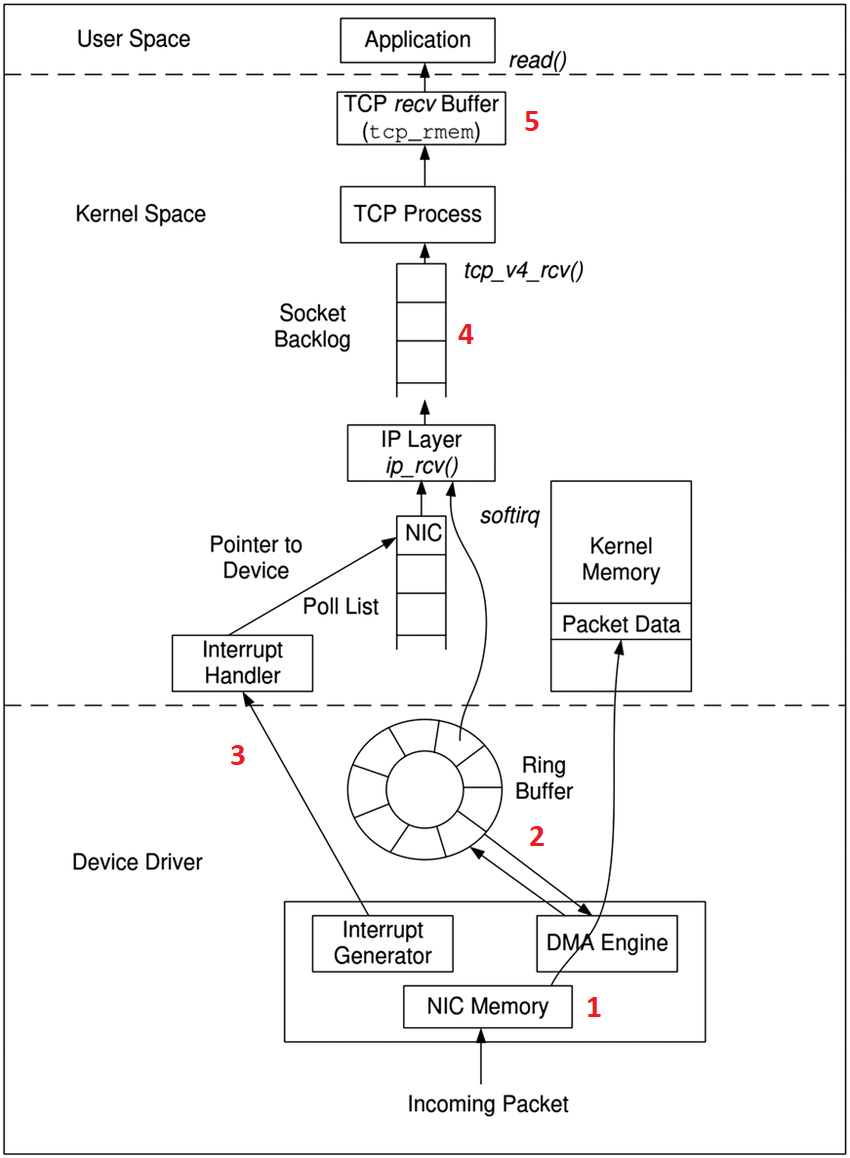 User Space
Application
read()
TCP recv Buffer
(tcp_rmem)
5
Kernel Space
TCP Process
tcp_v4_rcv()
Socket
Backlog
4
IP Layer
ip_rcv()
softirq
NIC
Pointer to
Device
Poll List
Kernel
Memory
Packet Data
Interrupt
Handler
3
Ring
Buffer
2
Device Driver
Interrupt
Generator
DMA Engine
NIC Memory
1
Incoming Packet